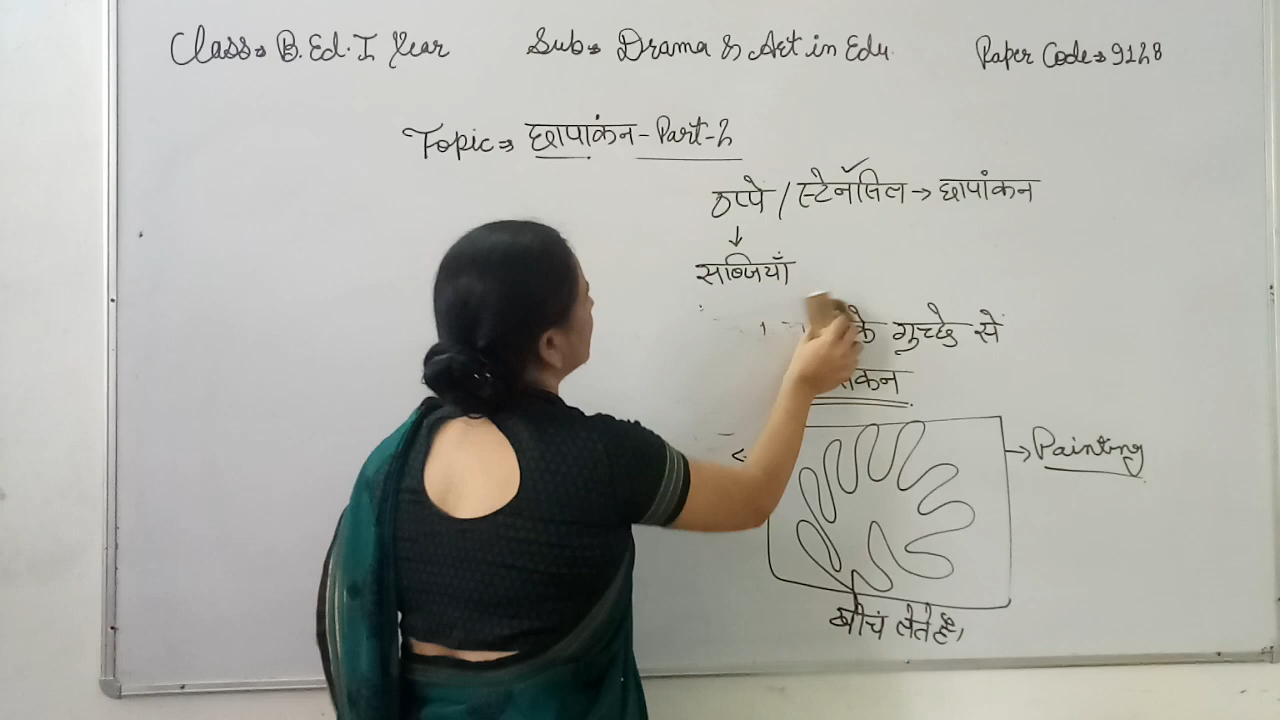 Class⇒ B.Ed. I Year Sub⇒ Drama & Art in Edu. Paper Code⇒ 9128
Topic⇒ छापांकन - Part-2
ठप्पे / स्टेनॅसिल → छापांकन
↓
सब्जियाँ
के गुच्छे से
कन
→ Painting
खींच लेते हैं।